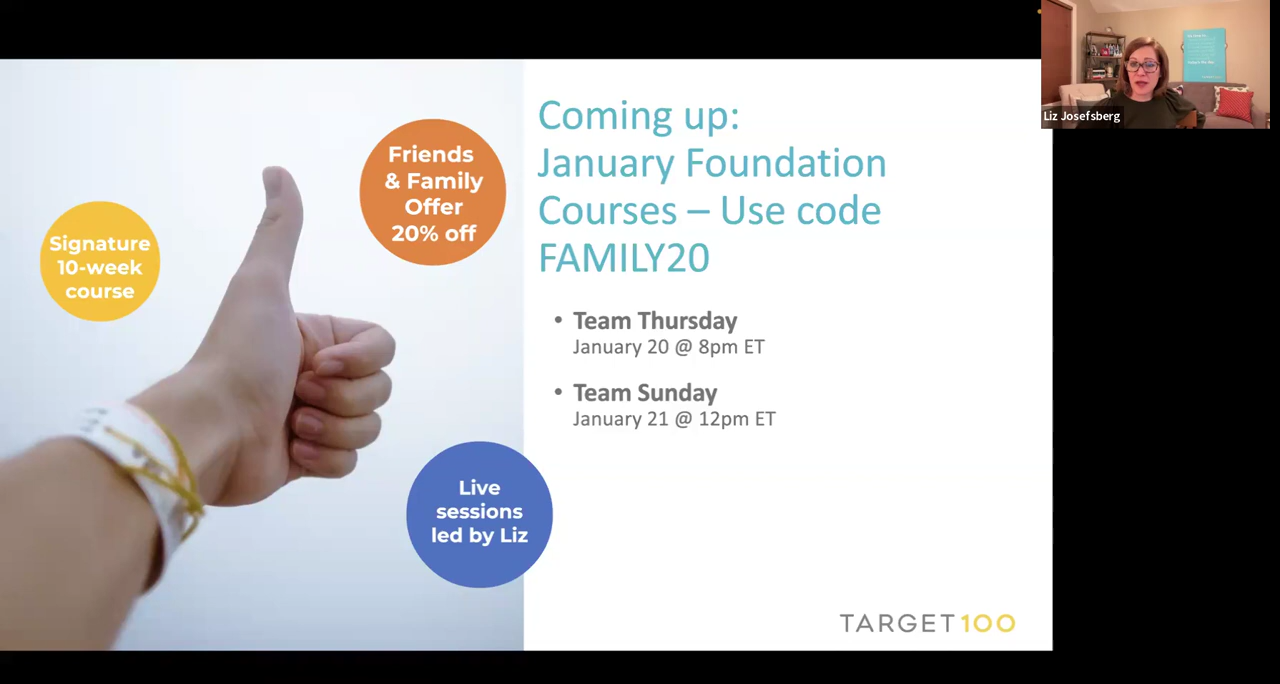 Liz Josefsberg
Signature
10-week
course
Friends
& Family
Offer
20% off
Live
sessions
led by Liz
Coming up:
January Foundation
Courses – Use code
FAMILY20
• Team Thursday
January 20 @ 8pm ET
• Team Sunday
January 21 @ 12pm ET
TARGET100